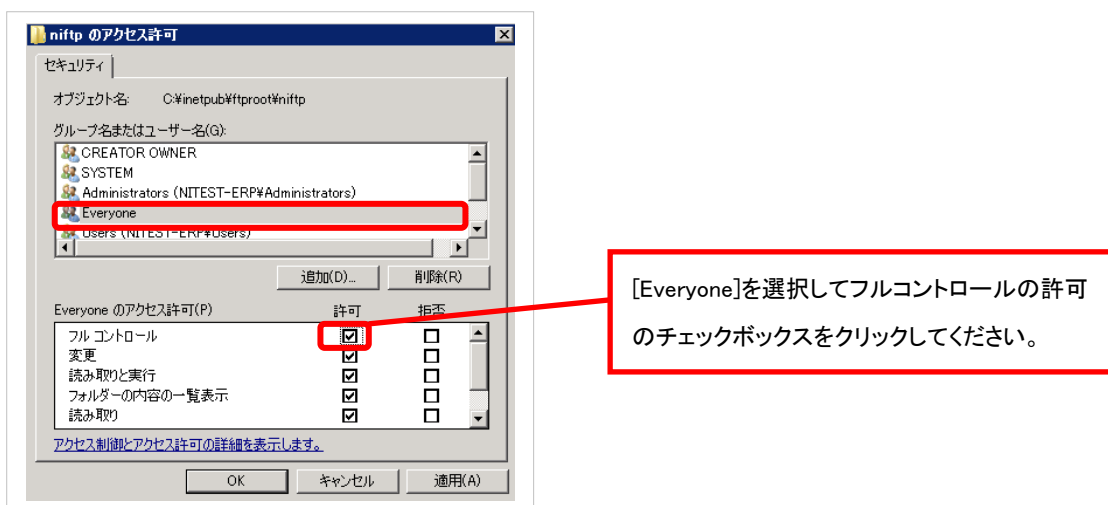 niftp のアクセス許可
セキュリティ
オブジェクト名: C:¥inetpub¥ftproot¥niftp
グループ名またはユーザー名(G):
CREATOR OWNER
SYSTEM
Administrators (NITEST-ERP¥Administrators)
Everyone
Users (NITEST-ERP¥Users)
追加(D)... 削除(R)
Everyone のアクセス許可(P) 許可 拒否
フル コントロール
変更
読み取りと実行
フォルダーの内容の一覧表示
読み取り
アクセス制御とアクセス許可の詳細を表示します。
OK キャンセル 適用(A)
[Everyone]を選択してフルコントロールの許可
のチェックボックスをクリックしてください。